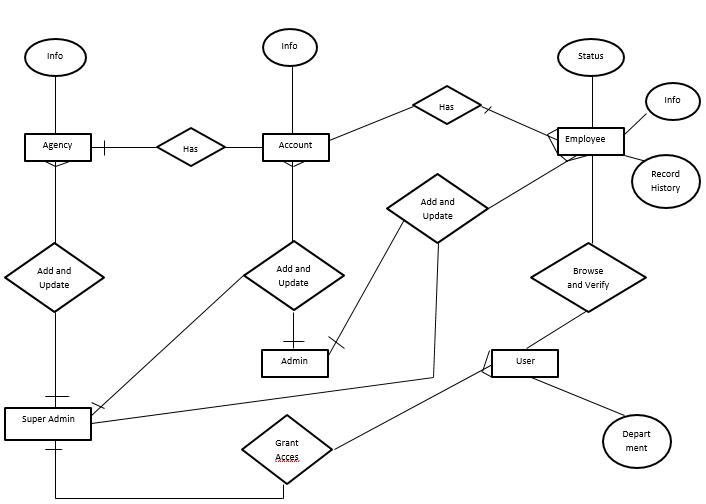 Info
Info
Status
Info
Has
Agency
Has
Account
Employee
Record
History
Add and
Update
Add and
Update
Add and
Update
Browse
and Verify
Admin
User
Super Admin
Grant
Acces
Depart
ment